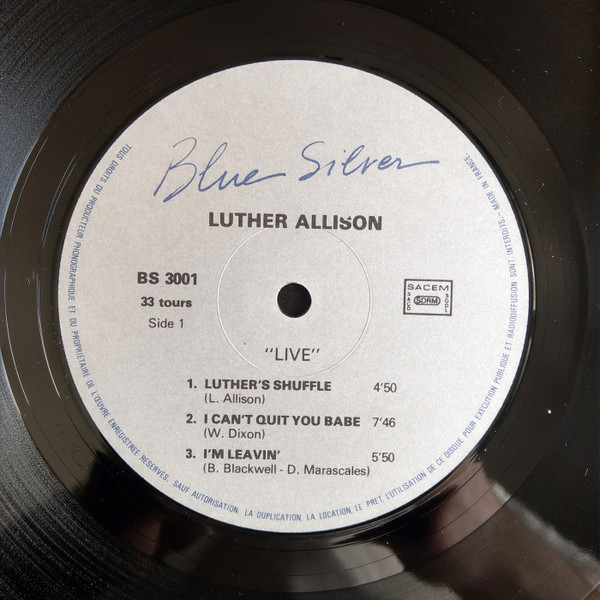 Blue Silver
LUTHER ALLISON
BS 3001
33 tours
Side 1
SACEM
SACD
SDRM
SGDL
"LIVE"
1. LUTHER'S SHUFFLE 4'50
(L. Allison)
2. I CAN'T QUIT YOU BABE 7'46
(W. Dixon)
3. I'M LEAVIN' 5'50
(B. Blackwell - D. Marascales)
TOUS DROITS DU PRODUCTEUR PHONOGRAPHIQUE ET DU PROPRIETAIRE DE L'ŒUVRE ENREGISTREE RESERVES. SAUF AUTORISATION, LA DUPLICATION, LA LOCATION, LE PRET, L'UTILISATION DE CE DISQUE POUR EXECUTION PUBLIQUE ET RADIODIFFUSION SONT INTERDITS - MADE IN FRANCE.